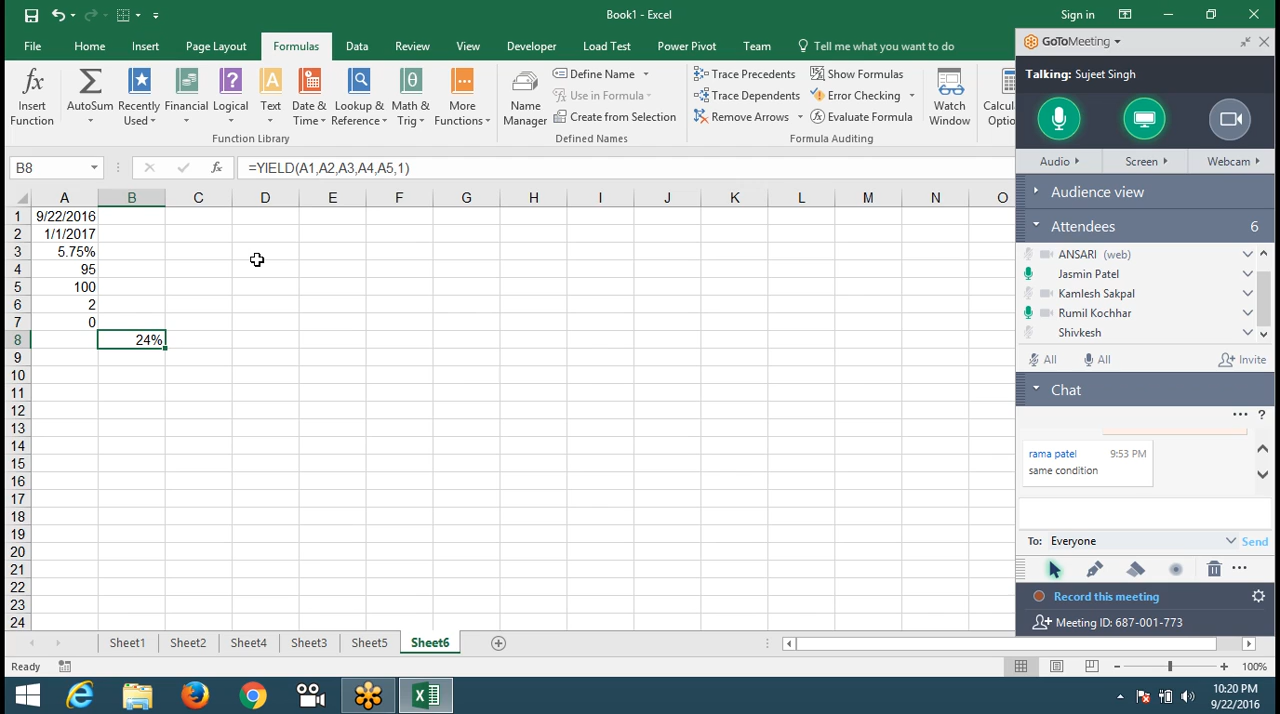 Book1 - Excel
Sign in
File Home Insert Page Layout Formulas Data Review View Developer Load Test Power Pivot Team Tell me what you want to do
Insert Function
AutoSum
Recently Used
Financial
Logical
Text
Date & Time
Lookup & Reference
Math & Trig
More Functions
Function Library
Name Manager
Define Name
Use in Formula
Create from Selection
Defined Names
Trace Precedents
Trace Dependents
Remove Arrows
Show Formulas
Error Checking
Evaluate Formula
Formula Auditing
Watch Window
B8
fx
=YIELD(A1,A2,A3,A4,A5,1)
A B C D E F G H I J K L M N O
1 9/22/2016
2 1/1/2017
3 5.75%
4 95
5 100
6 2
7 0
8 24%
9
10
11
12
13
14
15
16
17
18
19
20
21
22
23
24
Sheet1 Sheet2 Sheet4 Sheet3 Sheet5 Sheet6
Ready
100%
GoToMeeting
Talking: Sujeet Singh
Audio Screen Webcam
Audience view
Attendees 6
ANSARI (web)
Jasmin Patel
Kamlesh Sakpal
Rumil Kochhar
Shivkesh
All All Invite
Chat
?
rama patel 9:53 PM
same condition
To: Everyone Send
Record this meeting
Meeting ID: 687-001-773
10:20 PM
9/22/2016